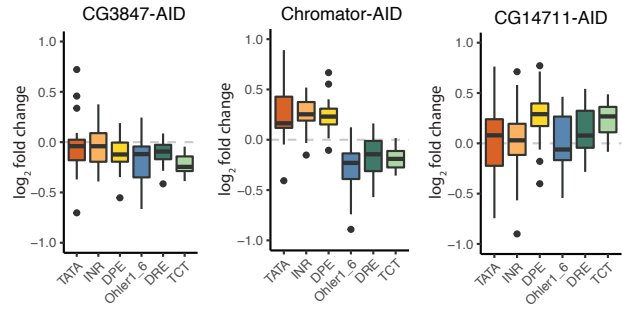 CG3847-AID
log2 fold change
1.0
0.5
0.0
−0.5
−1.0
TATA
INR
DPE
Ohler1_6
DRE
TCT
Chromator-AID
log2 fold change
1.0
0.5
0.0
−0.5
−1.0
TATA
INR
DPE
Ohler1_6
DRE
TCT
CG14711-AID
log2 fold change
1.0
0.5
0.0
−0.5
−1.0
TATA
INR
DPE
Ohler1_6
DRE
TCT